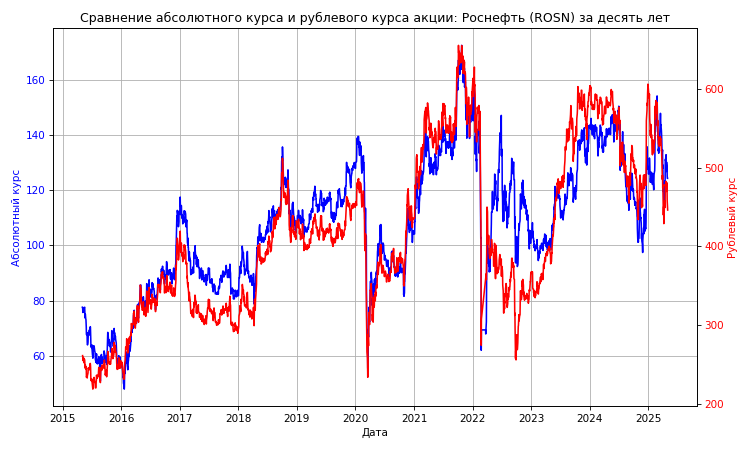 Сравнение абсолютного курса и рублевого курса акции: Роснефть (ROSN) за десять лет
160
140
120
100
80
60
Абсолютный курс
600
500
400
300
200
Рублевый курс
2015 2016 2017 2018 2019 2020 2021 2022 2023 2024 2025
Дата